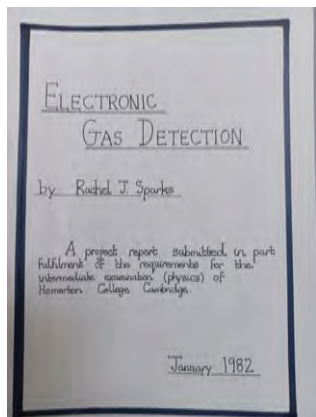 ELECTRONIC
GAS DETECTION
by Rachel J. Sparks
A project report submitted in part
fulfilment of the requirements for the
intermediate examination (physics) of
Homerton College Cambridge.
January 1982